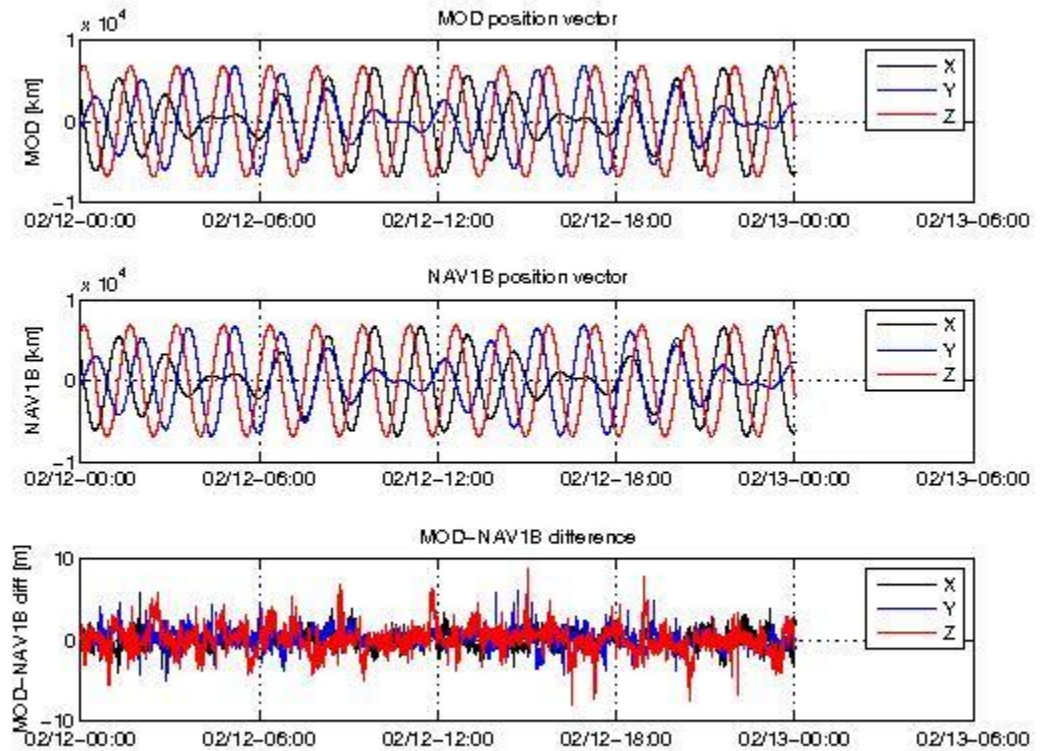 MOD position vector
x 10^4
1
0
-1
MOD [km]
X
Y
Z
02/12-00:00 02/12-06:00 02/12-12:00 02/12-18:00 02/13-00:00 02/13-06:00
NAV1B position vector
x 10^4
1
0
-1
NAV1B [km]
X
Y
Z
02/12-00:00 02/12-06:00 02/12-12:00 02/12-18:00 02/13-00:00 02/13-06:00
MOD-NAV1B difference
10
0
-10
MOD-NAV1B diff [m]
X
Y
Z
02/12-00:00 02/12-06:00 02/12-12:00 02/12-18:00 02/13-00:00 02/13-06:00